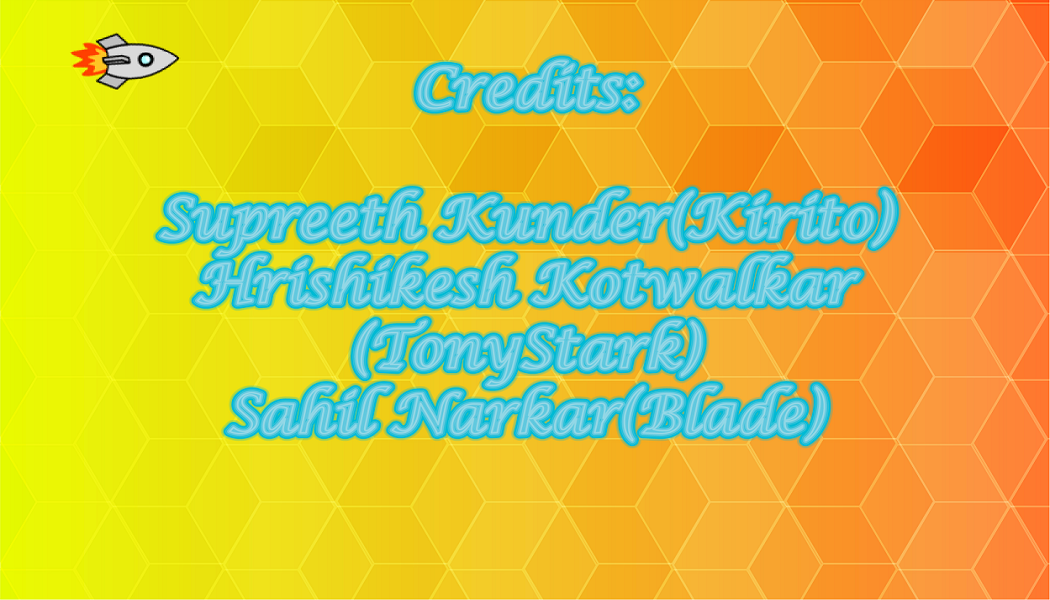 Credits:
Supreeth Kunder(Kirito)
Hrishikesh Kotwalkar
(TonyStark)
Sahil Narkar(Blade)